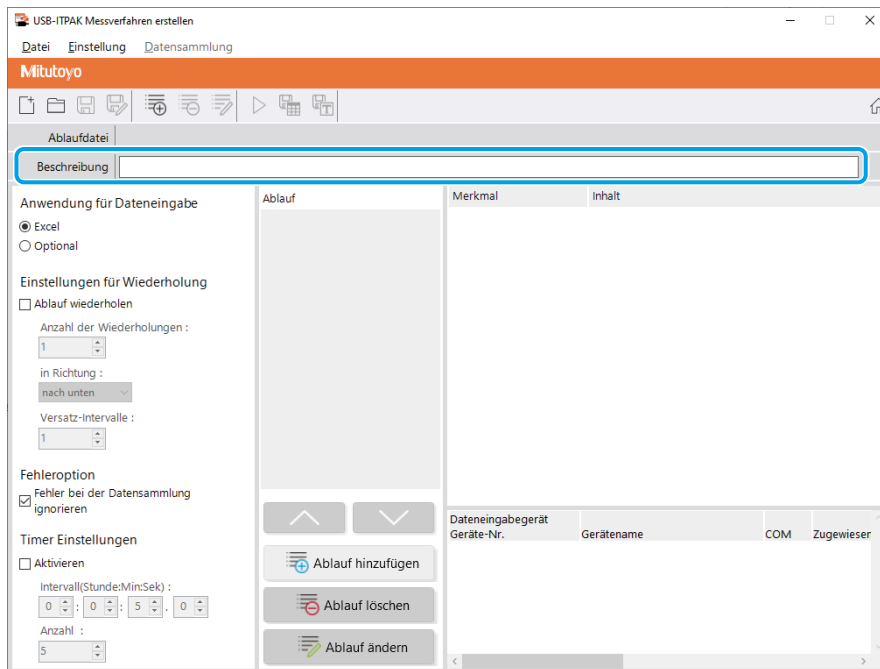 USB-ITPAK Messverfahren erstellen
Datei Einstellung Datensammlung
Mitutoyo
Ablaufdatei
Beschreibung
Anwendung für Dateneingabe
Excel
Optional
Einstellungen für Wiederholung
Ablauf wiederholen
Anzahl der Wiederholungen :
1
in Richtung :
nach unten
Versatz-Intervalle :
1
Fehleroption
Fehler bei der Datensammlung
ignorieren
Timer Einstellungen
Aktivieren
Intervall(Stunde:Min:Sek) :
0 : 0 : 5 . 0
Anzahl :
5
Ablauf
Ablauf hinzufügen
Ablauf löschen
Ablauf ändern
Merkmal Inhalt
Dateneingabegerät
Geräte-Nr. Gerätename COM Zugewiesen